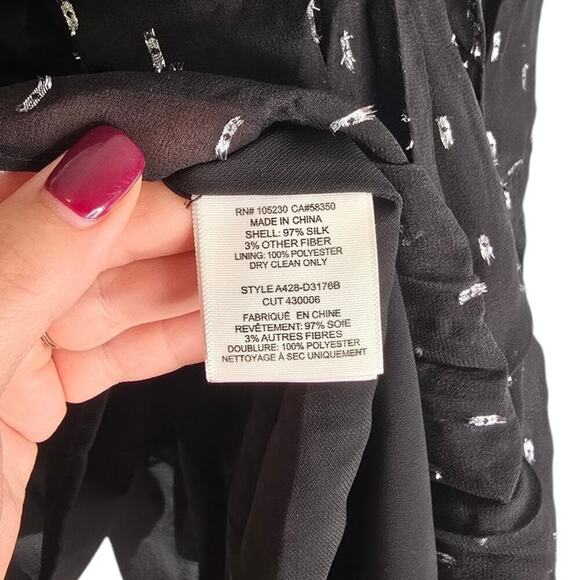 RN# 105230 CA#58350
MADE IN CHINA
SHELL: 97% SILK
3% OTHER FIBER
LINING: 100% POLYESTER
DRY CLEAN ONLY
STYLE A428-D3176B
CUT 430006
FABRIQUÉ EN CHINE
REVÊTEMENT: 97% SOIE
3% AUTRES FIBRES
DOUBLURE: 100% POLYESTER
NETTOYAGE À SEC UNIQUEMENT